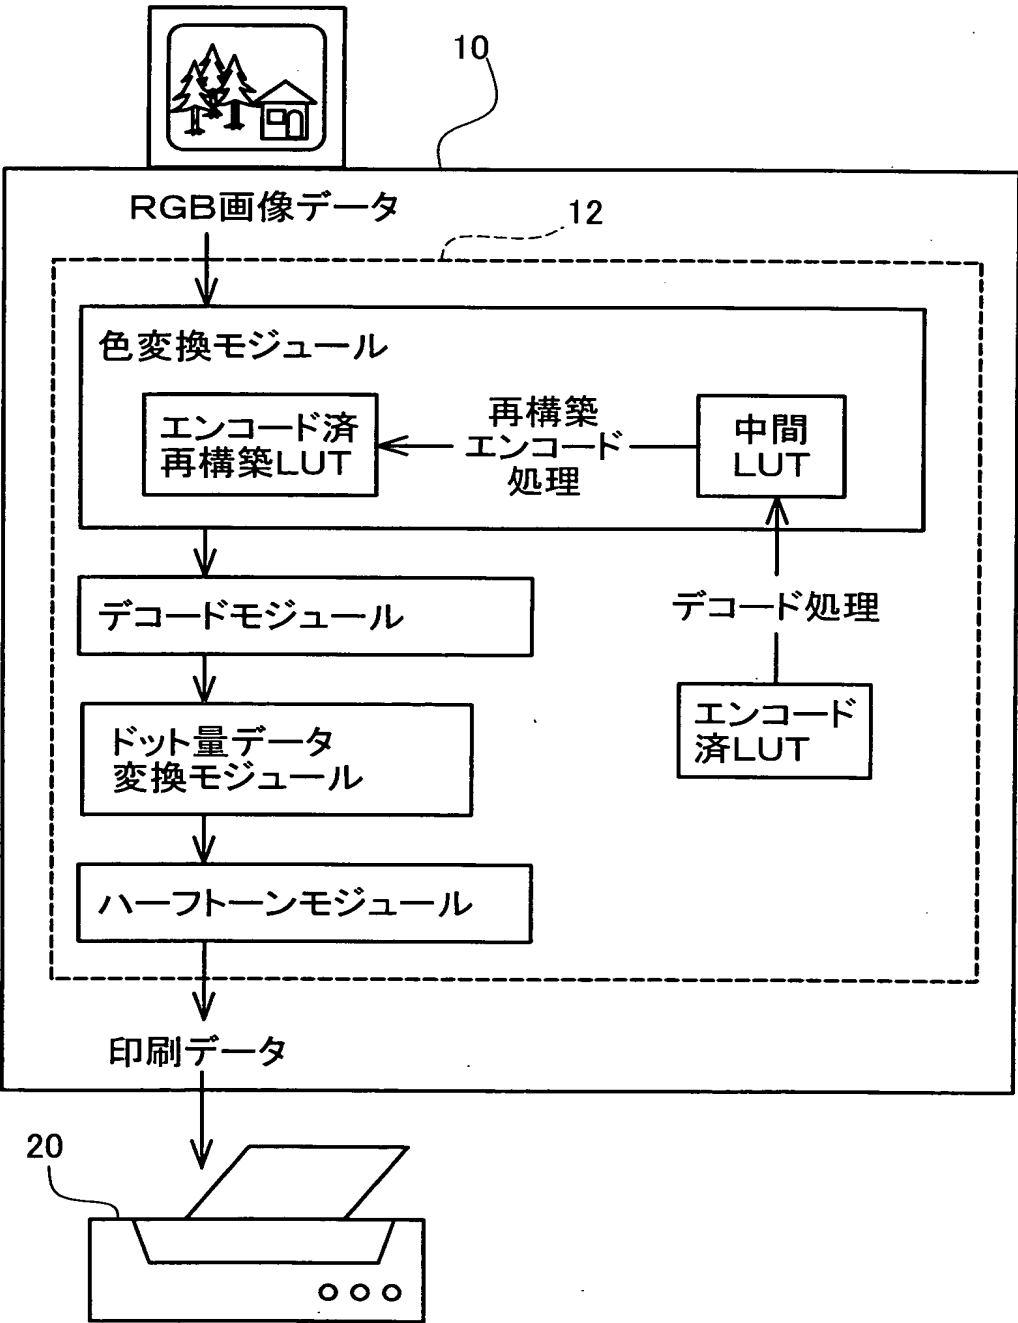 10
RGB画像データ
12
色変換モジュール
エンコード済
再構築LUT
再構築
エンコード
処理
中間
LUT
デコードモジュール
デコード処理
エンコード
済LUT
ドット量データ
変換モジュール
ハーフトーンモジュール
印刷データ
20